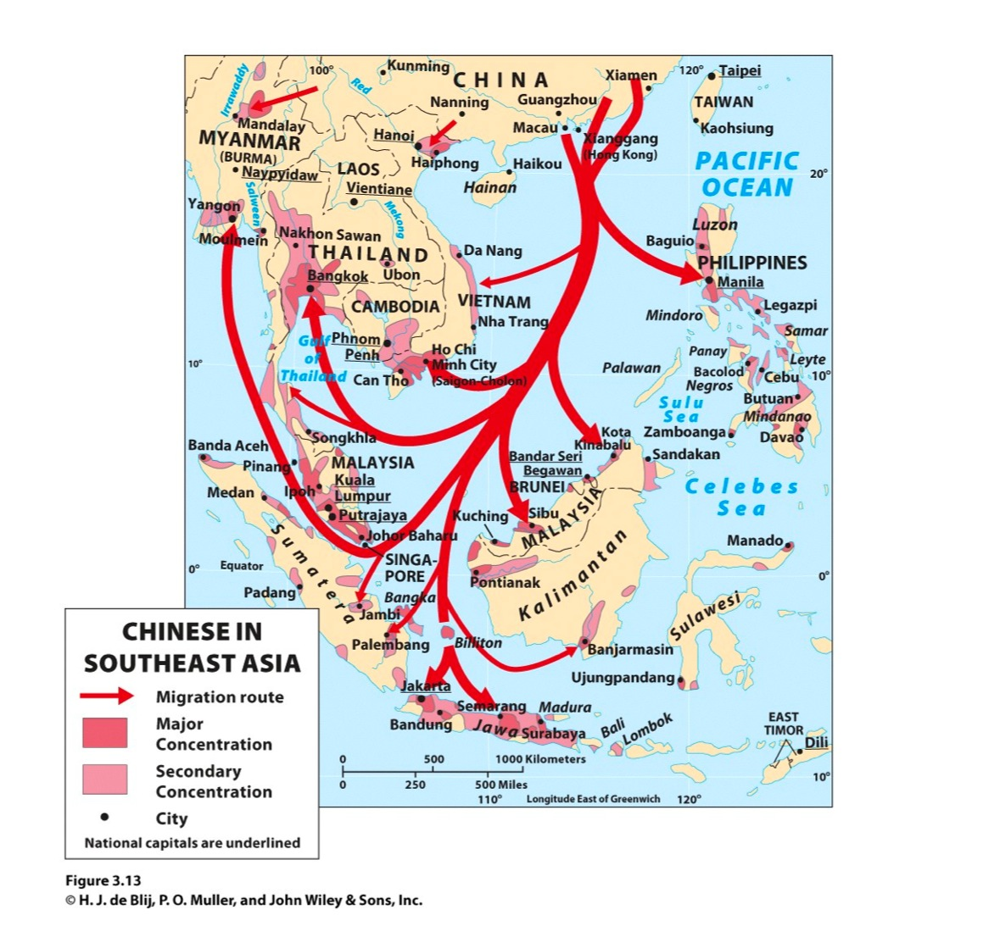 Kunming
100°
Red
CHINA
Xiamen
120°
Taipei
Irrawaddy
Nanning
Guangzhou
TAIWAN
Mandalay
Hanoi
Macau
Kaohsiung
MYANMAR
(BURMA)
Xianggang
(Hong Kong)
Haiphong
Haikou
PACIFIC
OCEAN
Naypyidaw
LAOS
Vientiane
Hainan
20°
Salween
Yangon
Mekong
Luzon
Moulmein
Nakhon Sawan
Baguio
THAILAND
Da Nang
PHILIPPINES
Bangkok
Ubon
Manila
CAMBODIA
VIETNAM
Legazpi
Mindoro
Nha Trang
Samar
Gulf
of
Thailand
Phnom
Penh
Ho Chi
Minh City
(Saigon-Cholon)
Panay
Leyte
10°
Can Tho
Palawan
Bacolod
Negros
Cebu
10°
Sulu
Sea
Butuan
Mindanao
Songkhla
Kota
Kinabalu
Zamboanga
Davao
Banda Aceh
Pinang
MALAYSIA
Bandar Seri
Begawan
Sandakan
Kuala
Lumpur
BRUNEI
Celebes
Sea
Medan
Ipoh
Putrajaya
Kuching
Sibu
MALAYSIA
Sumatera
Johor Baharu
Manado
Equator
0°
SINGA-
PORE
0°
Padang
Pontianak
Kalimantan
Bangka
Jambi
Sulawesi
Palembang
Billiton
Banjarmasin
Ujungpandang
Jakarta
Semarang
Madura
Bandung
Jawa
Surabaya
Bali
Lombok
EAST
TIMOR
Dili
0 500 1000 Kilometers
0 250 500 Miles
10°
110°
Longitude East of Greenwich
120°
CHINESE IN
SOUTHEAST ASIA
Migration route
Major
Concentration
Secondary
Concentration
City
National capitals are underlined
Figure 3.13
© H. J. de Blij, P. O. Muller, and John Wiley & Sons, Inc.